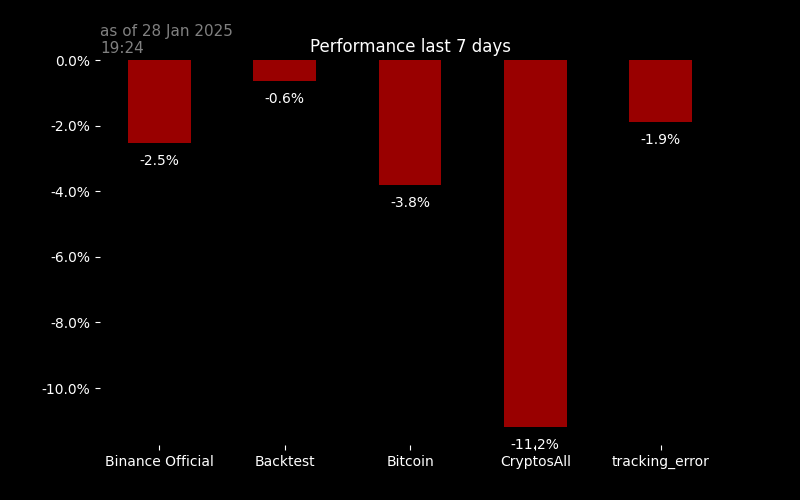 as of 28 Jan 2025
19:24
Performance last 7 days
0.0%
-2.0%
-4.0%
-6.0%
-8.0%
-10.0%
-2.5%
-0.6%
-3.8%
-11.2%
-1.9%
Binance Official
Backtest
Bitcoin
CryptosAll
tracking_error